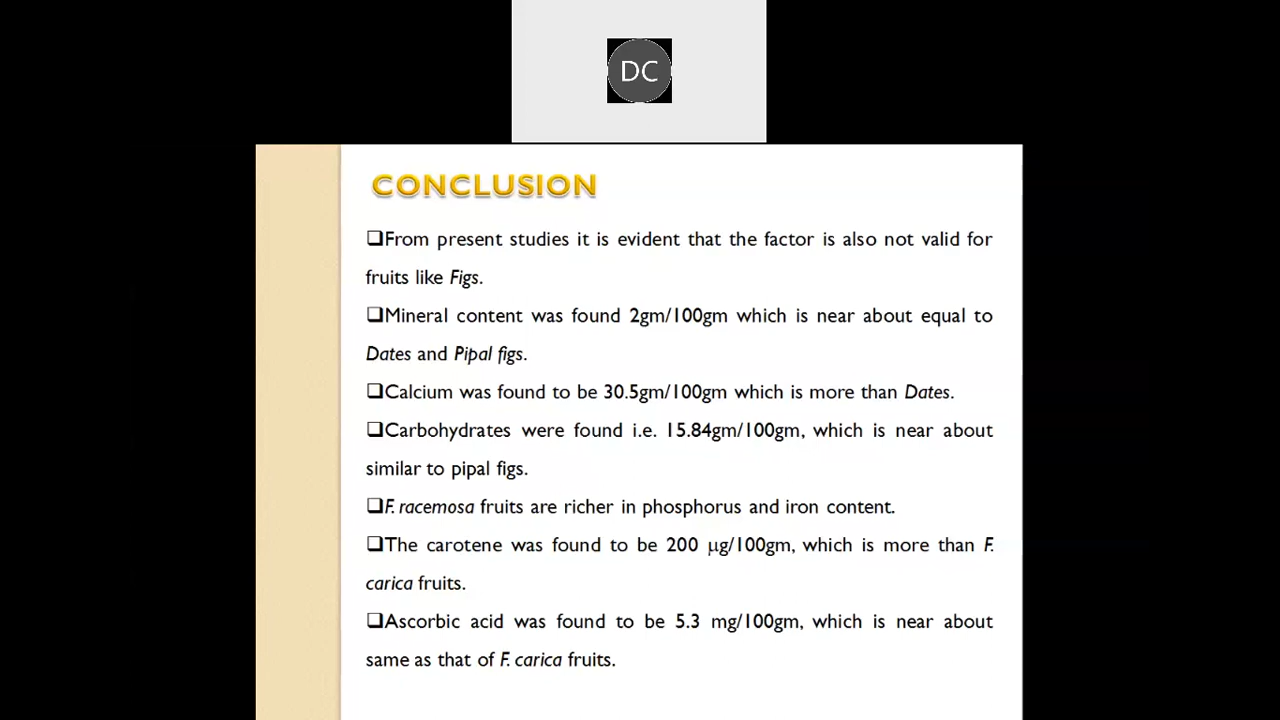 DC
CONCLUSION
❑From present studies it is evident that the factor is also not valid for
fruits like Figs.
❑Mineral content was found 2gm/100gm which is near about equal to
Dates and Pipal figs.
❑Calcium was found to be 30.5gm/100gm which is more than Dates.
❑Carbohydrates were found i.e. 15.84gm/100gm, which is near about
similar to pipal figs.
❑F. racemosa fruits are richer in phosphorus and iron content.
❑The carotene was found to be 200 μg/100gm, which is more than F.
carica fruits.
❑Ascorbic acid was found to be 5.3 mg/100gm, which is near about
same as that of F. carica fruits.